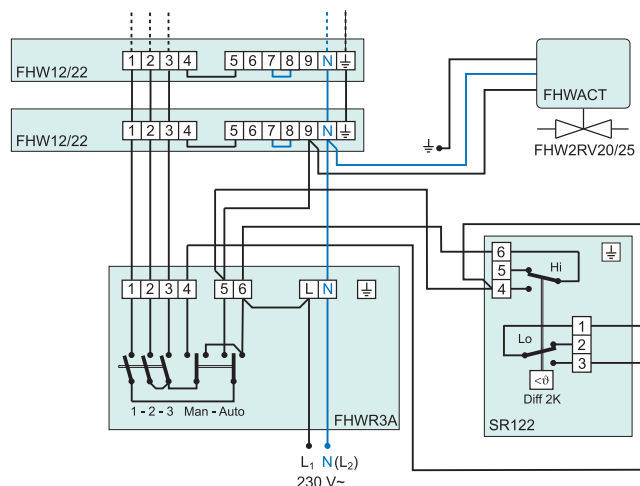 1 2 3 4 5 6 7 8 9 N
FHW12/22
FHWACT
1 2 3 4 5 6 7 8 9 N
FHW12/22
FHW2RV20/25
6
5 Hi
4
1 2 3 4 5 6 L N
1
Lo 2
3
<ϑ
Diff 2K
1 - 2 - 3 Man - Auto
FHWR3A
SR122
L₁ N (L₂)
230 V~